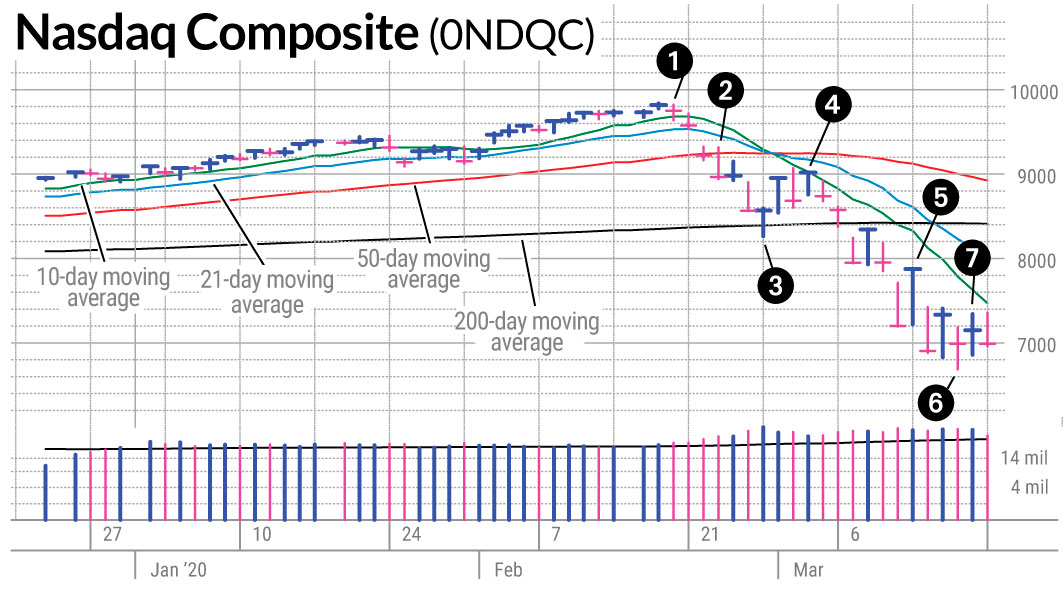 Nasdaq Composite (0NDQC)
1
10000
2
4
9000
5
10-day moving
average
21-day moving
average
50-day moving
average
8000
7
3
200-day moving
average
7000
6
14 mil
4 mil
27
10
24
7
21
6
Jan ’20
Feb
Mar